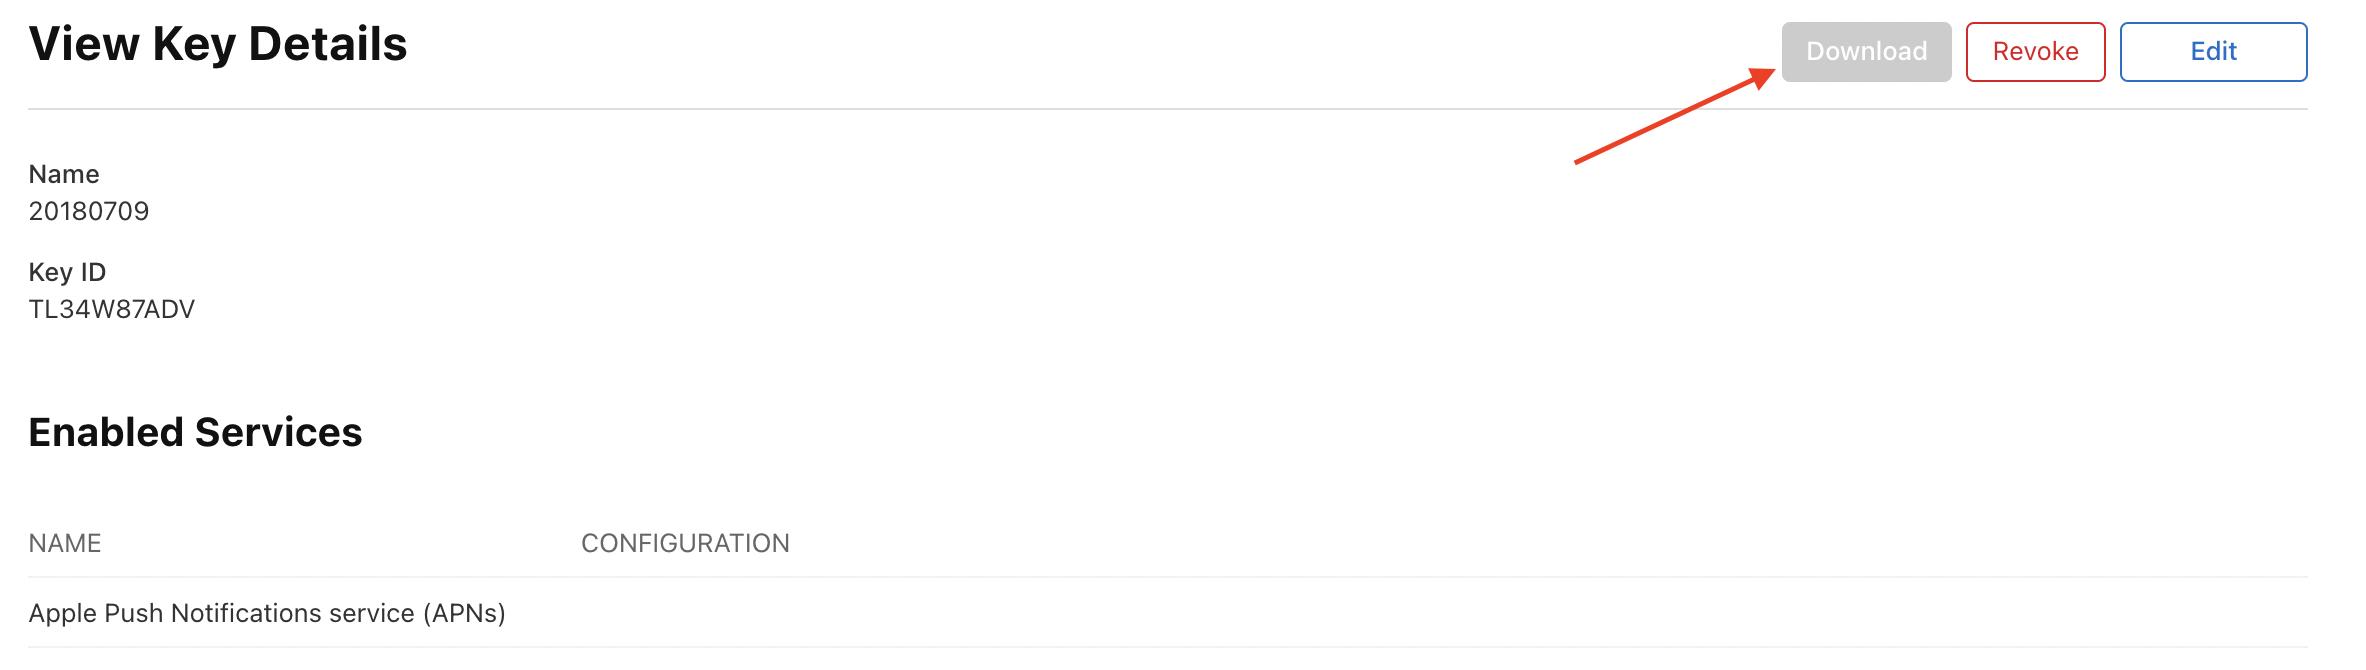 View Key Details
Download
Revoke
Edit
Name
20180709
Key ID
TL34W87ADV
Enabled Services
NAME
CONFIGURATION
Apple Push Notifications service (APNs)